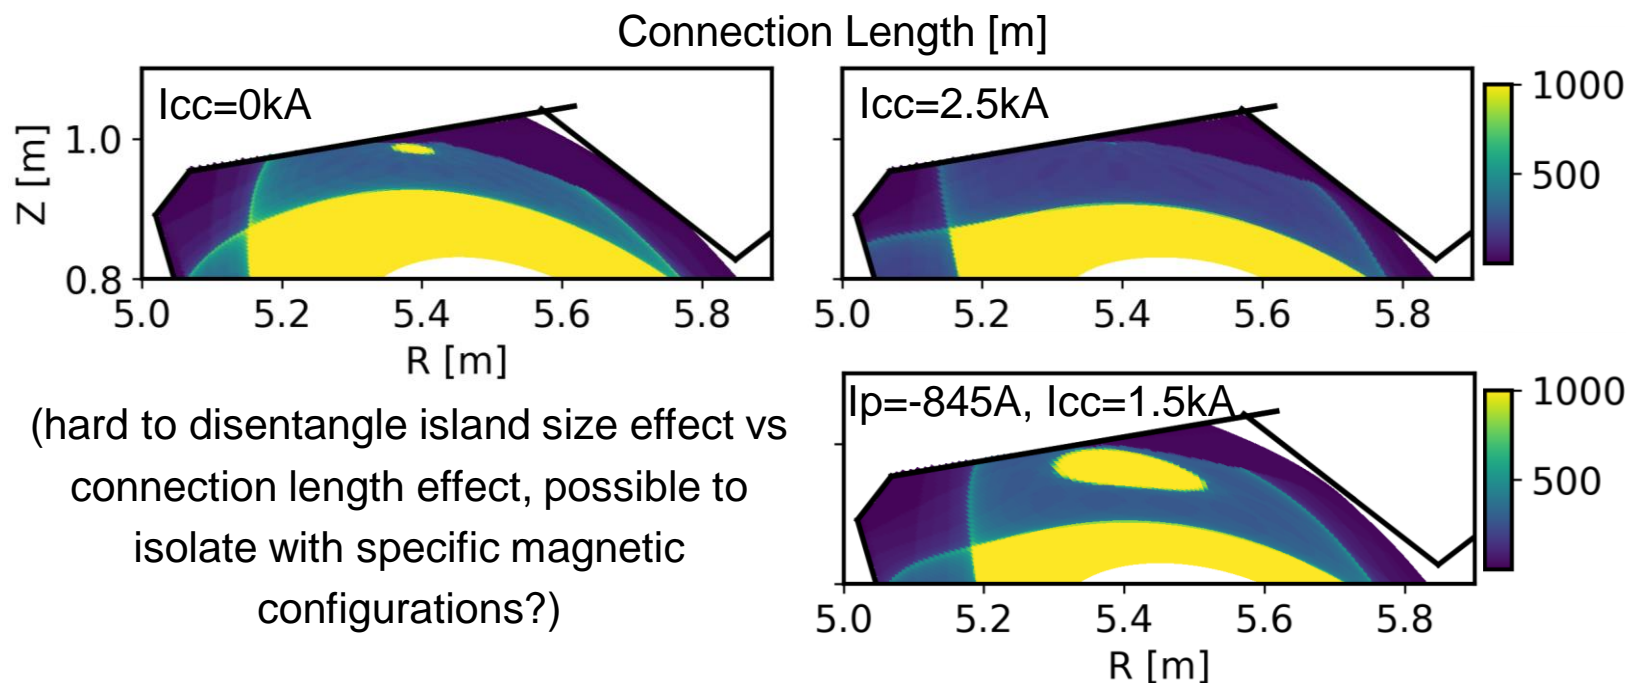 Connection Length [m]
Icc=0kA
Z [m]
1.0
0.8
5.0 5.2 5.4 5.6 5.8
R [m]
Icc=2.5kA
5.0 5.2 5.4 5.6 5.8
1000
500
(hard to disentangle island size effect vs
connection length effect, possible to
isolate with specific magnetic
configurations?)
Ip=-845A, Icc=1.5kA
1000
500
5.0 5.2 5.4 5.6 5.8
R [m]